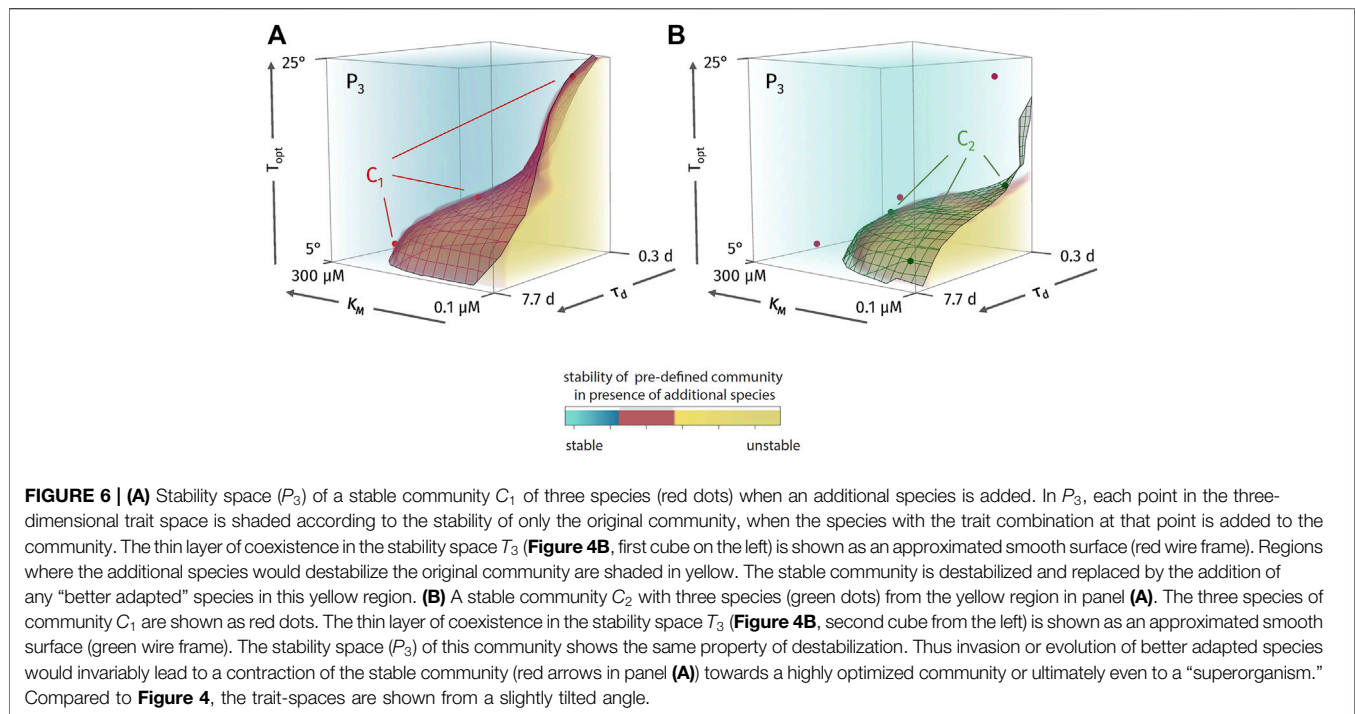 A
B
25°
P₃
T_opt
C₁
5°
300 µM
K_M
0.1 µM
7.7 d
τ_d
0.3 d
25°
P₃
T_opt
C₂
5°
300 µM
K_M
0.1 µM
7.7 d
τ_d
0.3 d
stability of pre-defined community
in presence of additional species
stable unstable
FIGURE 6 | (A) Stability space (P₃) of a stable community C₁ of three species (red dots) when an additional species is added. In P₃, each point in the three-
dimensional trait space is shaded according to the stability of only the original community, when the species with the trait combination at that point is added to the
community. The thin layer of coexistence in the stability space T₃ (Figure 4B, first cube on the left) is shown as an approximated smooth surface (red wire frame). Regions
where the additional species would destabilize the original community are shaded in yellow. The stable community is destabilized and replaced by the addition of
any “better adapted” species in this yellow region. (B) A stable community C₂ with three species (green dots) from the yellow region in panel (A). The three species of
community C₁ are shown as red dots. The thin layer of coexistence in the stability space T₃ (Figure 4B, second cube from the left) is shown as an approximated smooth
surface (green wire frame). The stability space (P₃) of this community shows the same property of destabilization. Thus invasion or evolution of better adapted species
would invariably lead to a contraction of the stable community (red arrows in panel (A)) towards a highly optimized community or ultimately even to a “superorganism.”
Compared to Figure 4, the trait-spaces are shown from a slightly tilted angle.